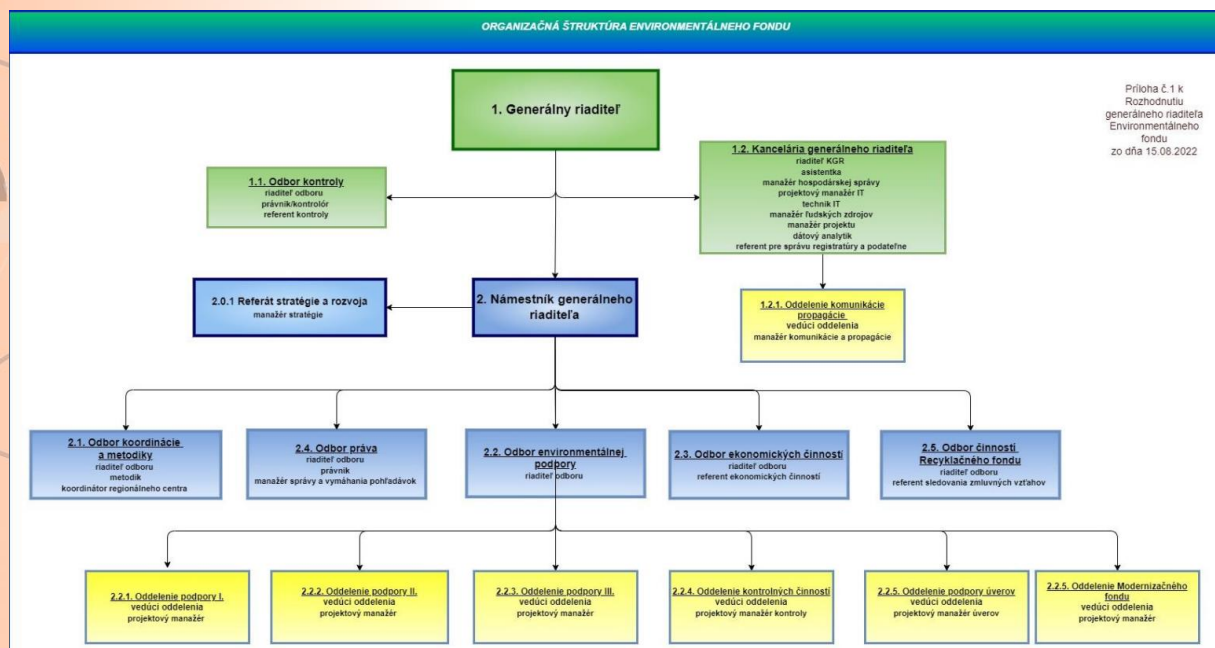 ORGANIZAČNÁ ŠTRUKTÚRA ENVIRONMENTÁLNEHO FONDU
Príloha č.1 k
Rozhodnutiu
generálneho riaditeľa
Environmentálneho
fondu
zo dňa 15.08.2022
1. Generálny riaditeľ
1.1. Odbor kontroly
riaditeľ odboru
právnik/kontrolór
referent kontroly
1.2. Kancelária generálneho riaditeľa
riaditeľ KGR
asistentka
manažér hospodárskej správy
projektový manažér IT
technik IT
manažér ľudských zdrojov
manažér projektu
dátový analytik
referent pre správu registratúry a podateľne
2.0.1 Referát stratégie a rozvoja
manažér stratégie
2. Námestník generálneho
riaditeľa
1.2.1. Oddelenie komunikácie
propagácie
vedúci oddelenia
manažér komunikácie a propagácie
2.1. Odbor koordinácie
a metodiky
riaditeľ odboru
metodik
koordinátor regionálneho centra
2.4. Odbor práva
riaditeľ odboru
právnik
manažér správy a vymáhania pohľadávok
2.2. Odbor environmentálnej
podpory
riaditeľ odboru
2.3. Odbor ekonomických činností
riaditeľ odboru
referent ekonomických činností
2.5. Odbor činností
Recyklačného fondu
riaditeľ odboru
referent sledovania zmluvných vzťahov
2.2.1. Oddelenie podpory I.
vedúci oddelenia
projektový manažér
2.2.2. Oddelenie podpory II.
vedúci oddelenia
projektový manažér
2.2.3. Oddelenie podpory III.
vedúci oddelenia
projektový manažér
2.2.4. Oddelenie kontrolných činností
vedúci oddelenia
projektový manažér kontroly
2.2.5. Oddelenie podpory úverov
vedúci oddelenia
projektový manažér úverov
2.2.5. Oddelenie Modernizačného
fondu
vedúci oddelenia
projektový manažér